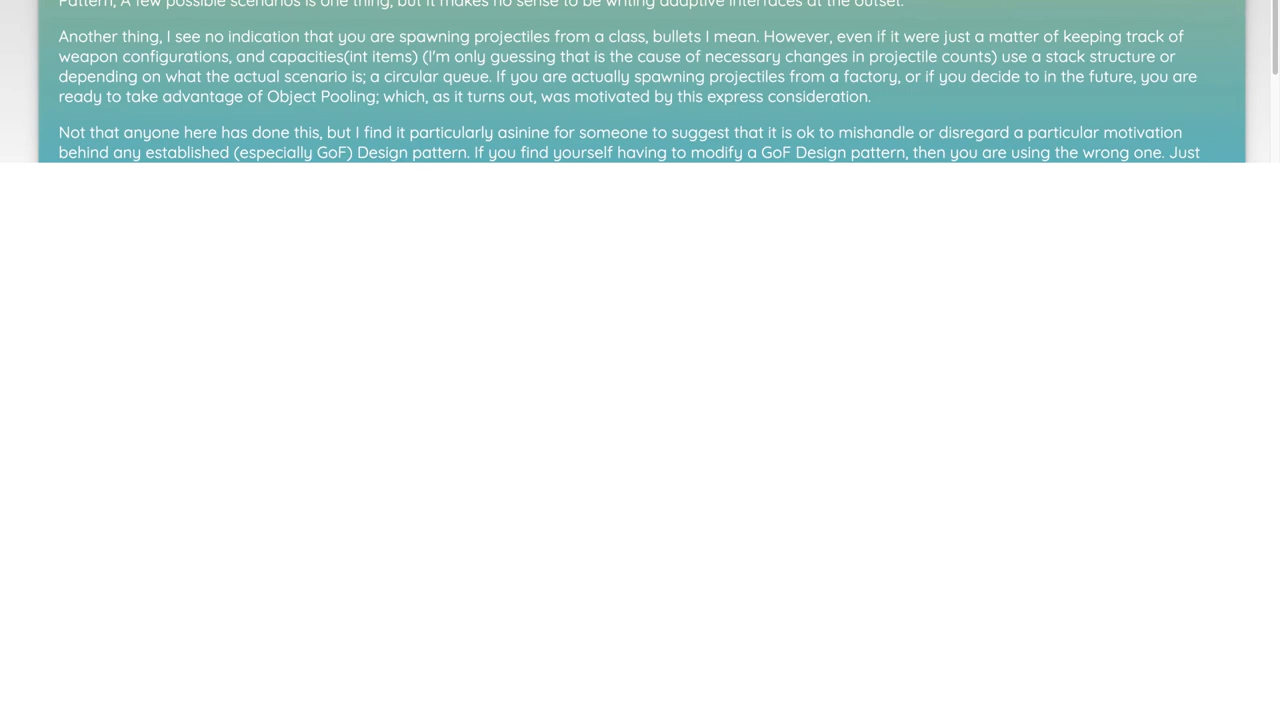 Pattern; A few possible scenarios is one thing, but it makes no sense to be writing adaptive interfaces at the outset.
Another thing, I see no indication that you are spawning projectiles from a class, bullets I mean. However, even if it were just a matter of keeping track of
weapon configurations, and capacities(int items) (I'm only guessing that is the cause of necessary changes in projectile counts) use a stack structure or
depending on what the actual scenario is; a circular queue. If you are actually spawning projectiles from a factory, or if you decide to in the future, you are
ready to take advantage of Object Pooling; which, as it turns out, was motivated by this express consideration.
Not that anyone here has done this, but I find it particularly asinine for someone to suggest that it is ok to mishandle or disregard a particular motivation
behind any established (especially GoF) Design pattern. If you find yourself having to modify a GoF Design pattern, then you are using the wrong one. Just